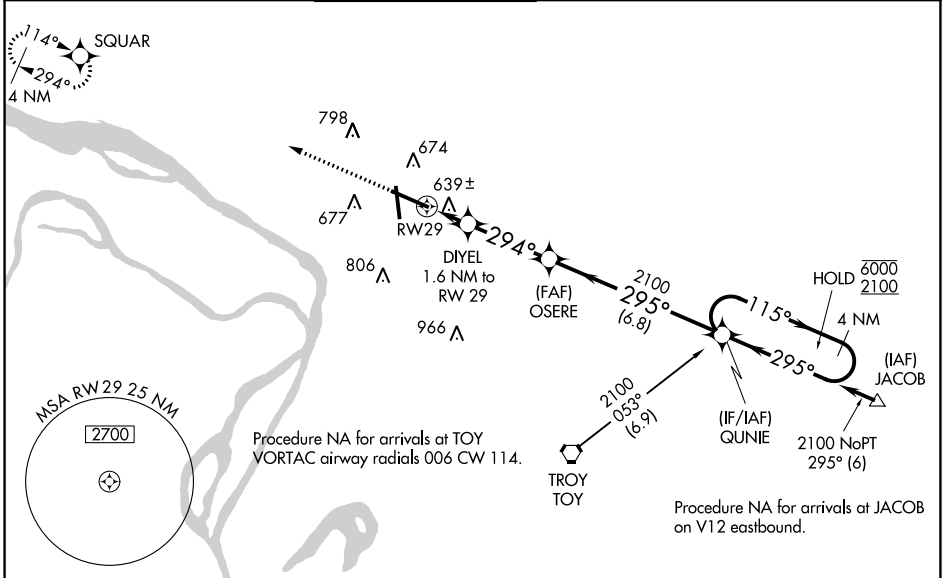 114°
SQUAR
294°
4 NM
798
674
639±
677
RW29
806
DIYEL
1.6 NM to
RW 29
966
294°
(FAF)
OSERE
2100
295°
(6.8)
HOLD
6000
2100
115°
4 NM
295°
(IAF)
JACOB
(IF/IAF)
QUNIE
2100 NoPT
295° (6)
2100
053°
(6.9)
TROY
TOY
MSA RW 29 25 NM
2700
Procedure NA for arrivals at TOY
VORTAC airway radials 006 CW 114.
Procedure NA for arrivals at JACOB
on V12 eastbound.